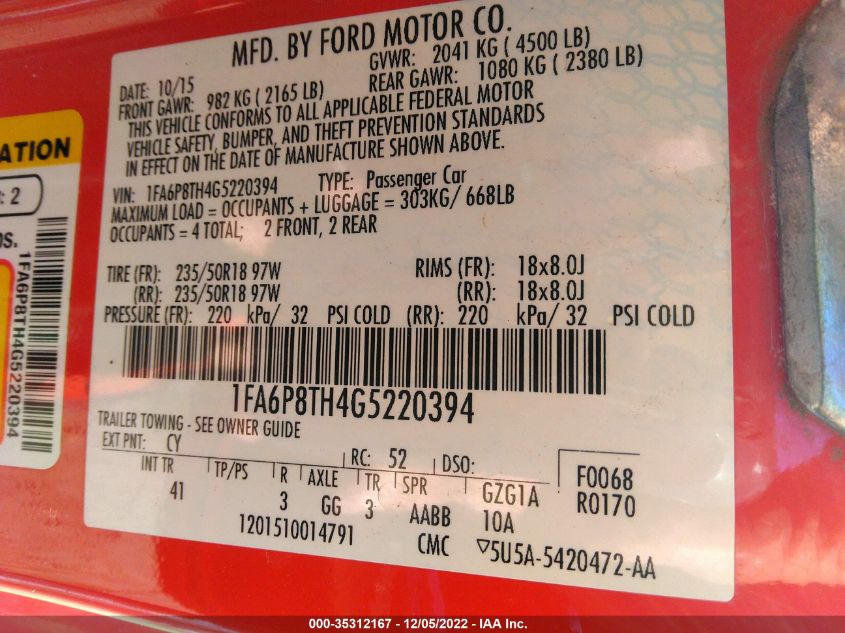 MFD. BY FORD MOTOR CO.
DATE: 10/15 GVWR: 2041 KG ( 4500 LB)
FRONT GAWR: 982 KG ( 2165 LB) REAR GAWR: 1080 KG ( 2380 LB)
THIS VEHICLE CONFORMS TO ALL APPLICABLE FEDERAL MOTOR
VEHICLE SAFETY, BUMPER, AND THEFT PREVENTION STANDARDS
IN EFFECT ON THE DATE OF MANUFACTURE SHOWN ABOVE.
VIN: 1FA6P8TH4G5220394 TYPE: Passenger Car
MAXIMUM LOAD = OCCUPANTS + LUGGAGE = 303KG/ 668LB
OCCUPANTS = 4 TOTAL; 2 FRONT, 2 REAR
TIRE (FR): 235/50R18 97W RIMS (FR): 18x8.0J
(RR): 235/50R18 97W (RR): 18x8.0J
PRESSURE (FR): 220 kPa/ 32 PSI COLD (RR): 220 kPa/ 32 PSI COLD
1FA6P8TH4G5220394
TRAILER TOWING - SEE OWNER GUIDE
EXT PNT: CY RC: 52 DSO:
INT TR TP/PS R AXLE TR SPR GZG1A F0068
41 3 GG 3 AABB 10A R0170
1201510014791 CMC ▽5U5A-5420472-AA
ATION
: 2
OS.
1FA6P8TH4G5220394
000-35312167 - 12/05/2022 - IAA Inc.